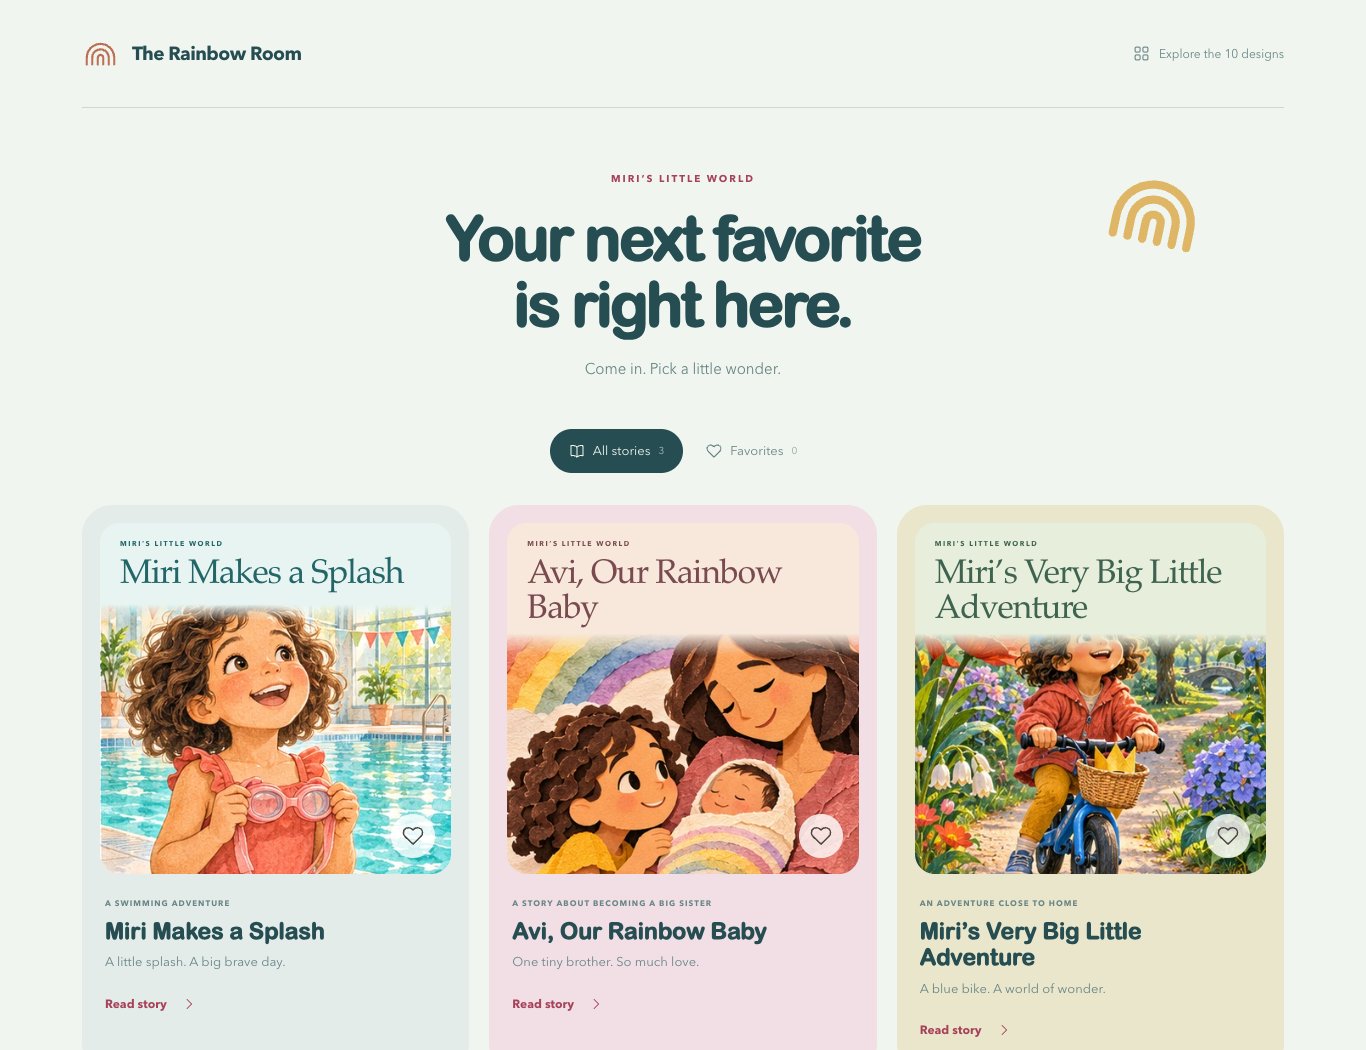 The Rainbow Room
Explore the 10 designs
MIRI'S LITTLE WORLD
Your next favorite
is right here.
Come in. Pick a little wonder.
All stories 3
Favorites 0
MIRI'S LITTLE WORLD
Miri Makes a Splash
A SWIMMING ADVENTURE
Miri Makes a Splash
A little splash. A big brave day.
Read story
MIRI'S LITTLE WORLD
Avi, Our Rainbow
Baby
A STORY ABOUT BECOMING A BIG SISTER
Avi, Our Rainbow Baby
One tiny brother. So much love.
Read story
MIRI'S LITTLE WORLD
Miri’s Very Big Little
Adventure
AN ADVENTURE CLOSE TO HOME
Miri’s Very Big Little
Adventure
A blue bike. A world of wonder.
Read story